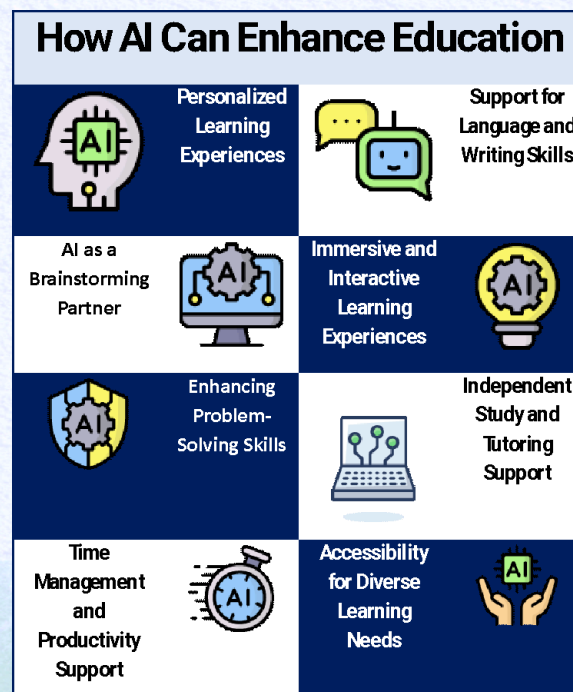 How AI Can Enhance Education
AI
Personalized
Learning
Experiences
Support for
Language and
Writing Skills
AI as a
Brainstorming
Partner
AI
Immersive and
Interactive
Learning
Experiences
AI
AI
Enhancing
Problem-
Solving Skills
Independent
Study and
Tutoring
Support
Time
Management
and
Productivity
Support
AI
Accessibility
for Diverse
Learning
Needs
AI